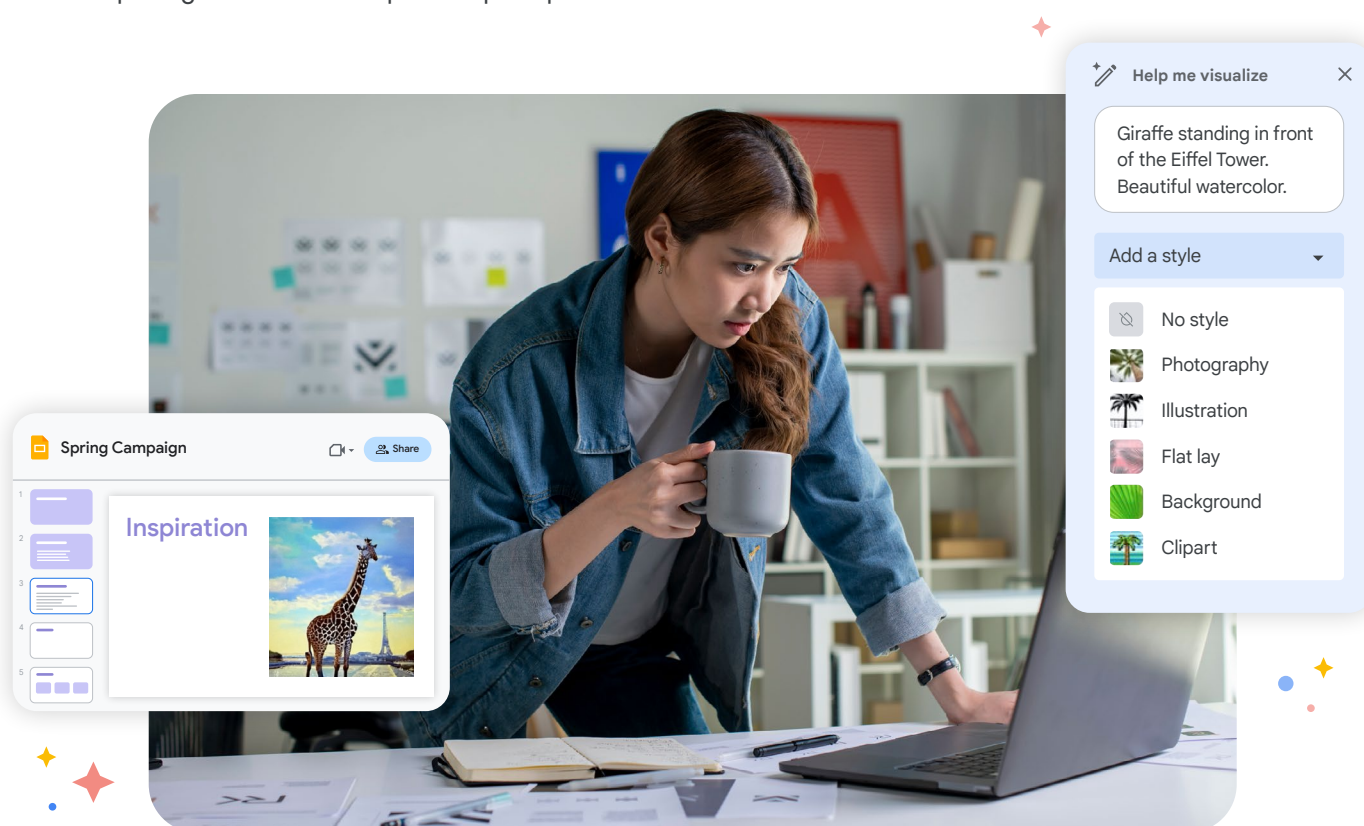 Help me visualize
Giraffe standing in front
of the Eiffel Tower.
Beautiful watercolor.
Add a style
No style
Photography
Illustration
Flat lay
Background
Clipart
Spring Campaign
Share
1
Inspiration
2
3
4
5
A